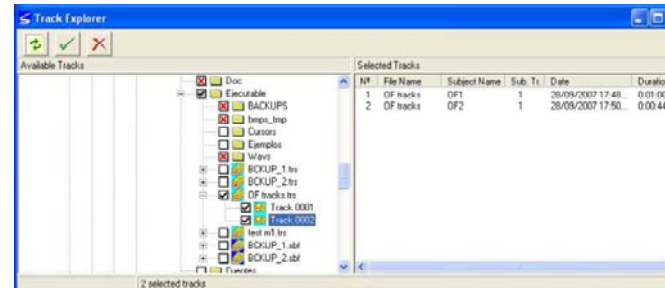 Track Explorer
Available Tracks
Selected Tracks
Doc
Ejecutable
BACKUPS
bmps_tmp
Cursors
Ejemplos
Wavs
BCKUP_1.trs
BCKUP_2.trs
OF tracks.trs
Track 0001
Track 0002
test m1.trs
BCKUP_1.sbf
BCKUP_2.sbf
Fuentes
Nº File Name Subject Name Sub. Tr. Date Duratio
1 OF tracks OF1 1 28/09/2007 17:48... 0:01:00
2 OF tracks OF2 1 28/09/2007 17:50... 0:00:44
2 selected tracks